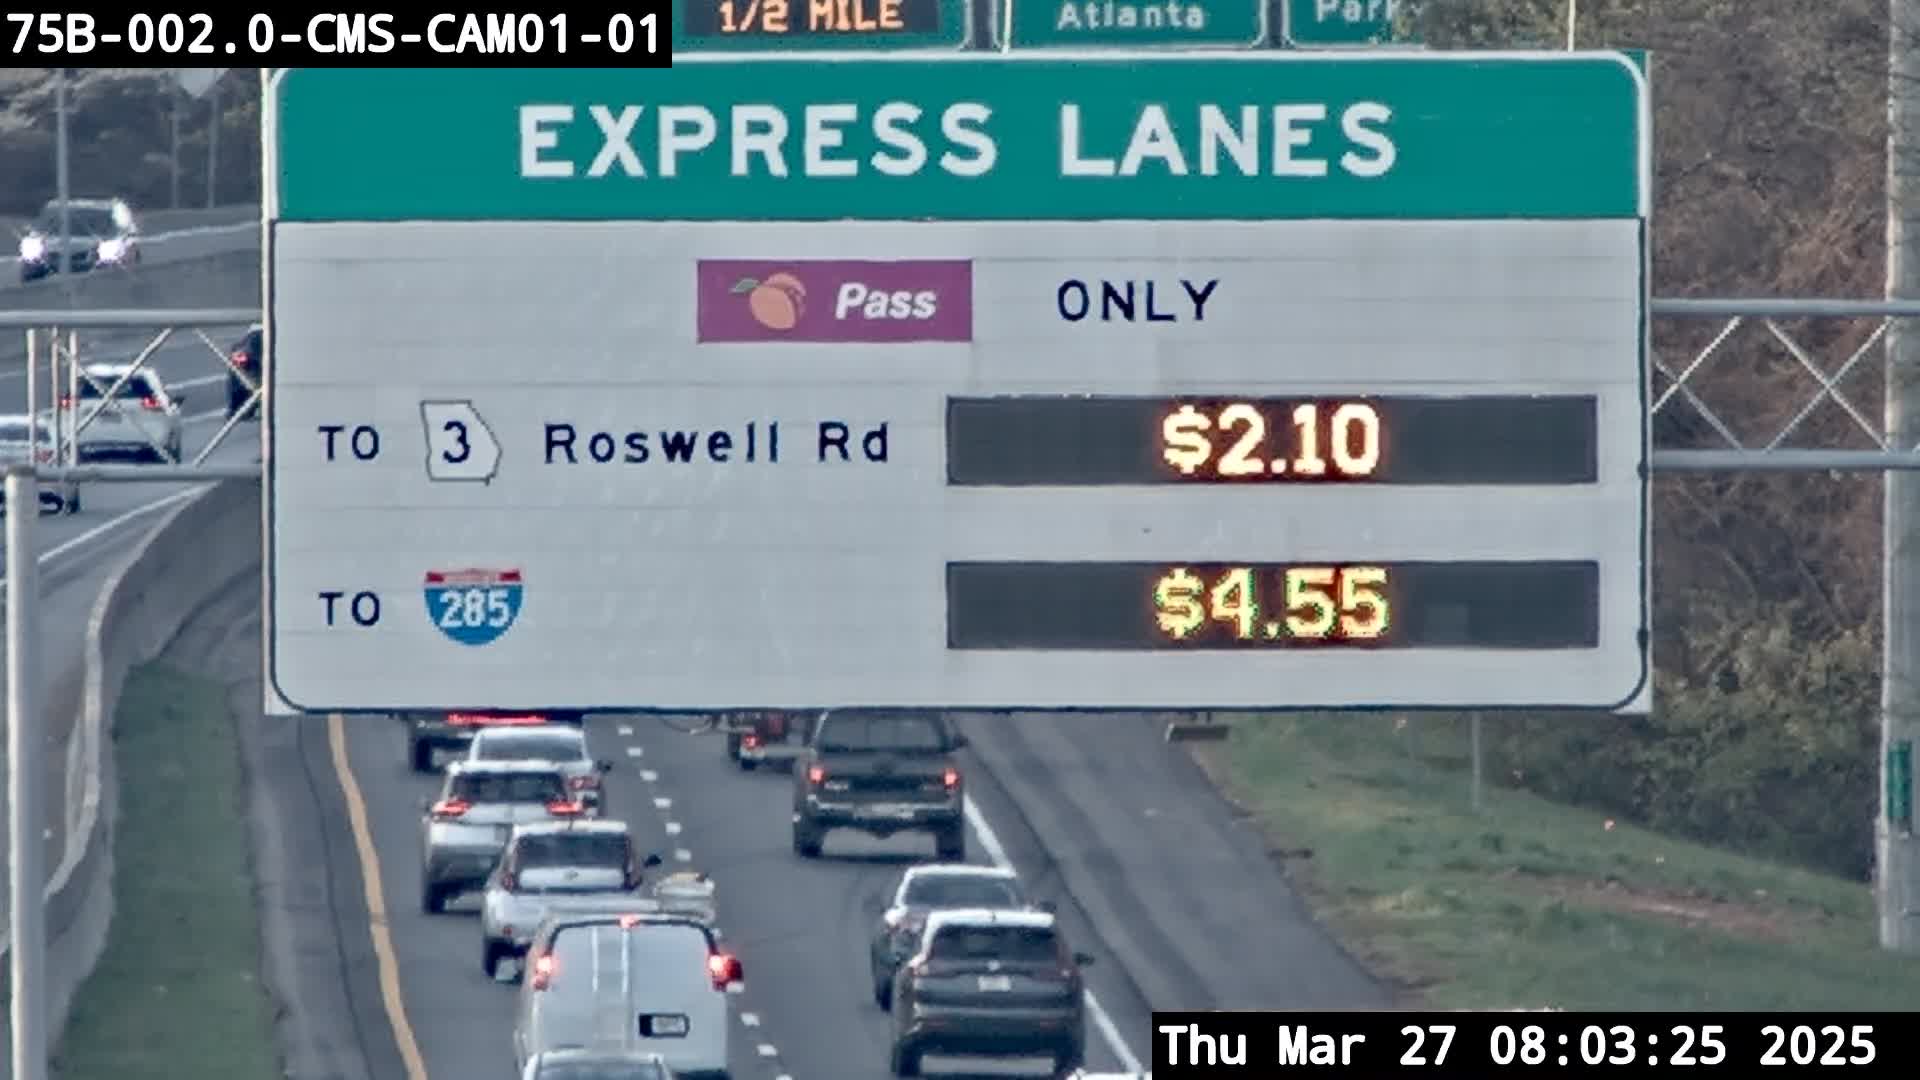 75B-002.0-CMS-CAM01-01
1/2 MILE
Atlanta
EXPRESS LANES
Pass ONLY
TO 3 Roswell Rd $2.10
TO 285 $4.55
Thu Mar 27 08:03:25 2025